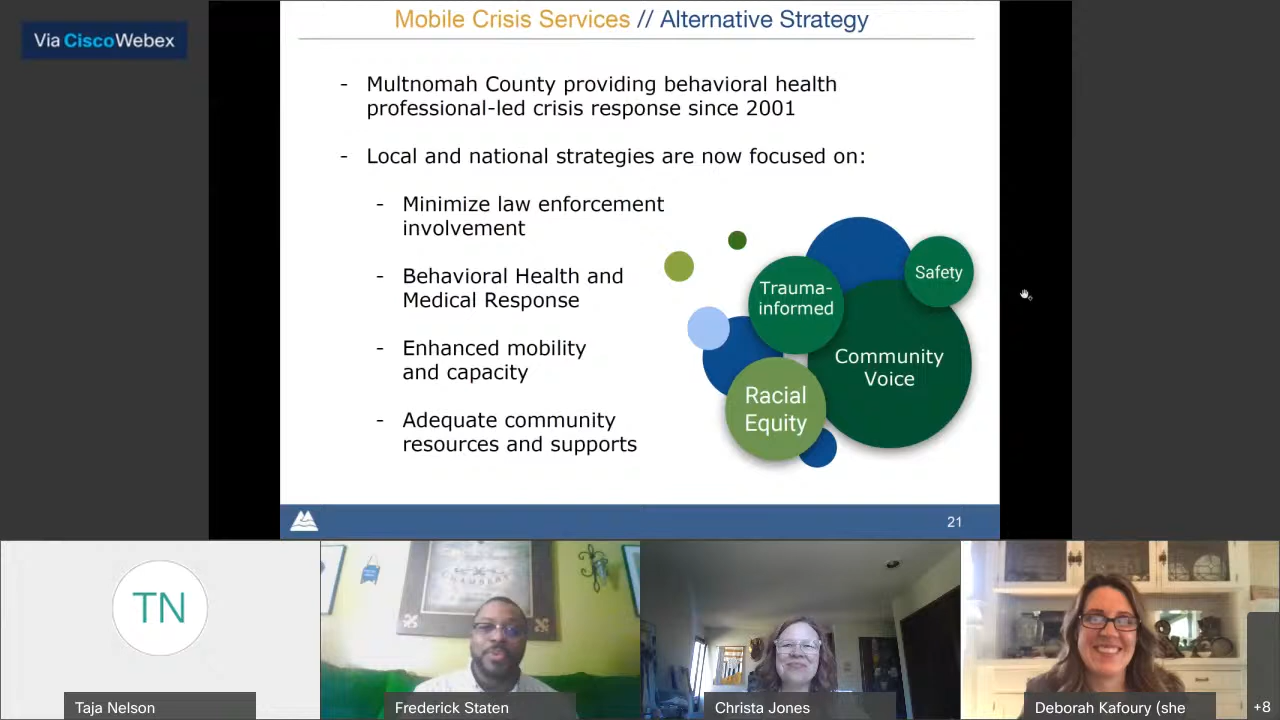 Mobile Crisis Services // Alternative Strategy
Via Cisco Webex
- Multnomah County providing behavioral health
professional-led crisis response since 2001
- Local and national strategies are now focused on:
- Minimize law enforcement
involvement
- Behavioral Health and
Medical Response
- Enhanced mobility
and capacity
- Adequate community
resources and supports
Safety
Trauma-
informed
Community
Voice
Racial
Equity
21
TN
Taja Nelson
Frederick Staten
Christa Jones
Deborah Kafoury (she
+8